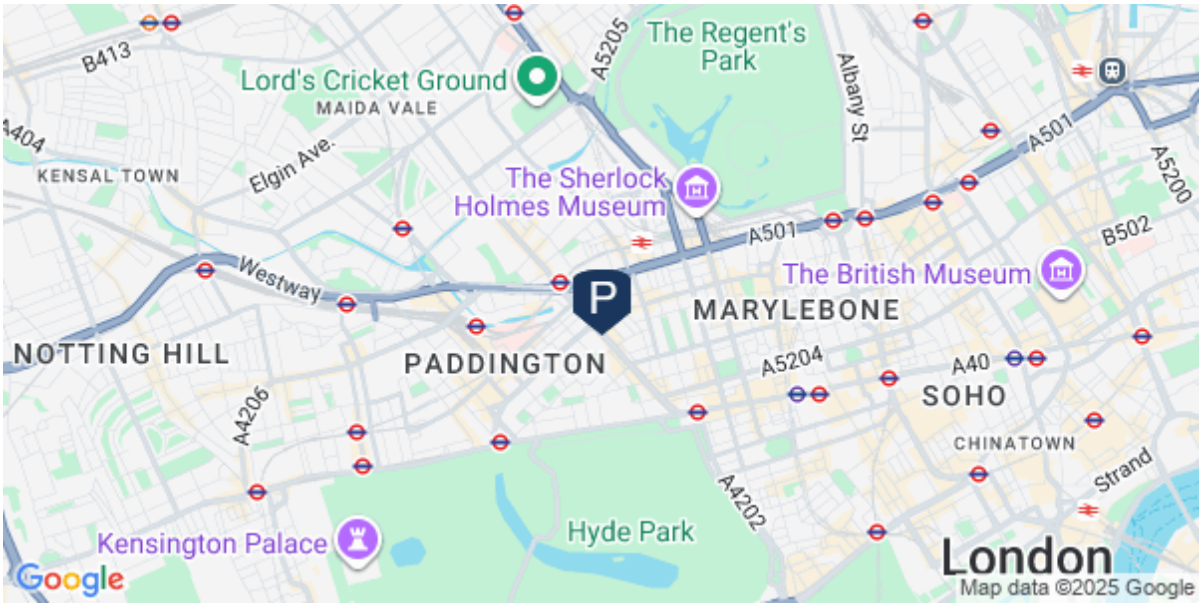 The Regent's
Park
A5205
B413
Lord's Cricket Ground
MAIDA VALE
Albany St
A404
A501
Elgin Ave.
KENSAL TOWN
A5200
The Sherlock
Holmes Museum
A501
B502
Westway
The British Museum
P
MARYLEBONE
NOTTING HILL
PADDINGTON
A5204
A40
SOHO
A4206
CHINATOWN
Strand
A4202
Hyde Park
Kensington Palace
London
Google
Map data ©2025 Google